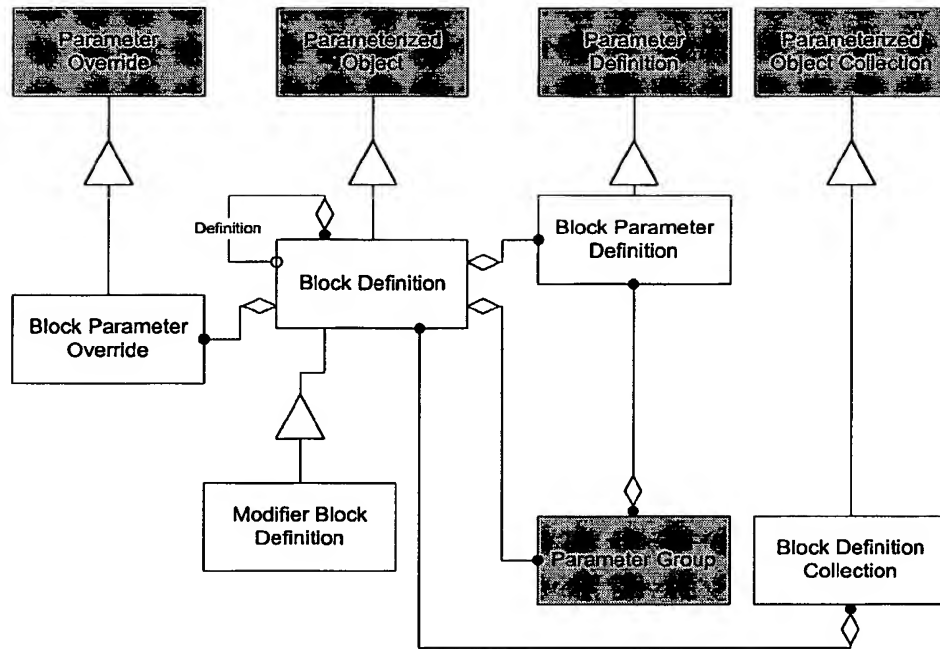 Parameter
Override
Parameterized
Object
Parameter
Definition
Parameterized
Object Collection
Definition
Block Parameter
Definition
Block Definition
Block Parameter
Override
Modifier Block
Definition
Parameter Group
Block Definition
Collection